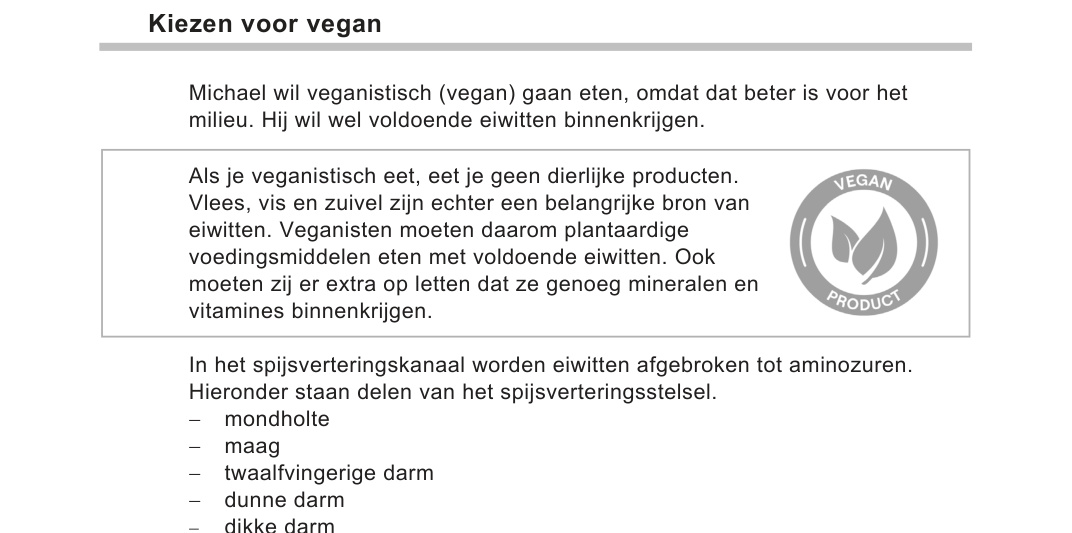 Kiezen voor vegan
Michael wil veganistisch (vegan) gaan eten, omdat dat beter is voor het
milieu. Hij wil wel voldoende eiwitten binnenkrijgen.
Als je veganistisch eet, eet je geen dierlijke producten.
Vlees, vis en zuivel zijn echter een belangrijke bron van
eiwitten. Veganisten moeten daarom plantaardige
voedingsmiddelen eten met voldoende eiwitten. Ook
moeten zij er extra op letten dat ze genoeg mineralen en
vitamines binnenkrijgen.
VEGAN
PRODUCT
In het spijsverteringskanaal worden eiwitten afgebroken tot aminozuren.
Hieronder staan delen van het spijsverteringsstelsel.
– mondholte
– maag
– twaalfvingerige darm
– dunne darm
– dikke darm